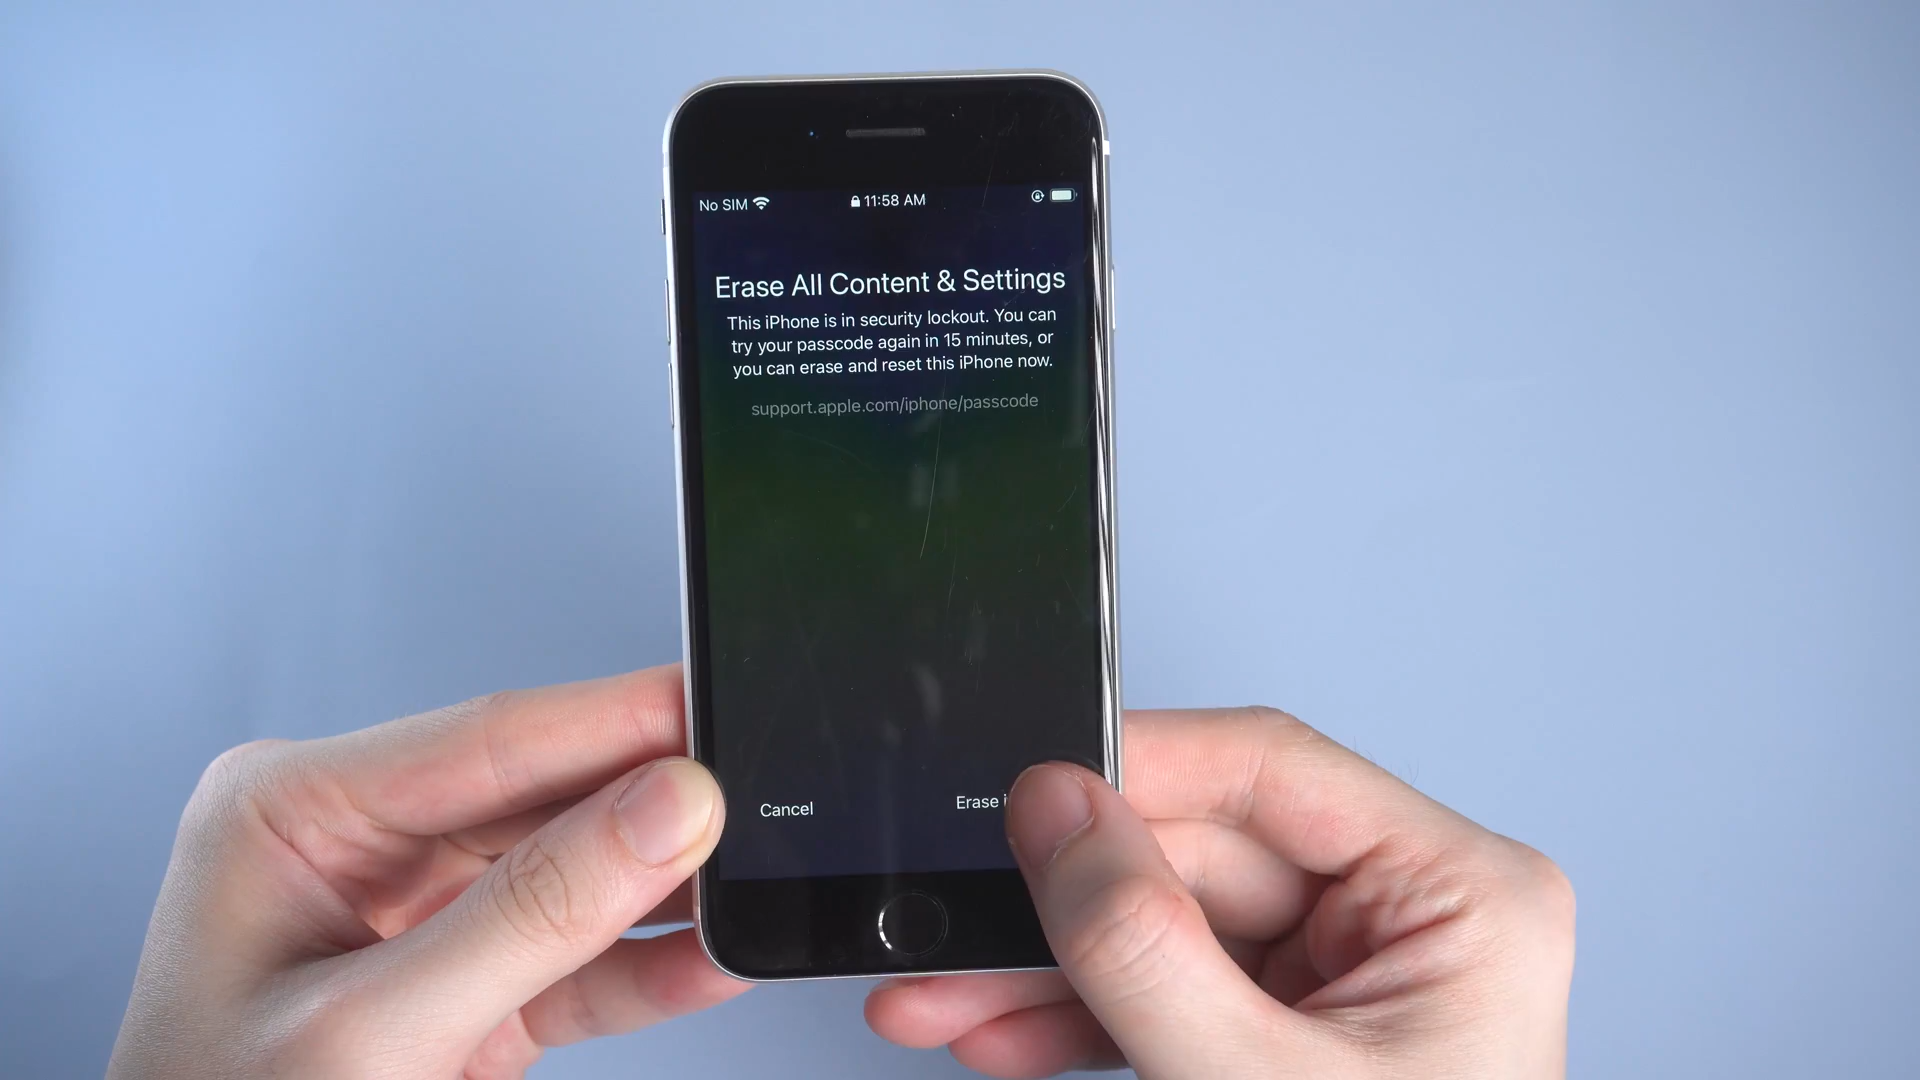 No SIM 11:58 AM
Erase All Content & Settings
This iPhone is in security lockout. You can
try your passcode again in 15 minutes, or
you can erase and reset this iPhone now.
support.apple.com/iphone/passcode
Cancel Erase